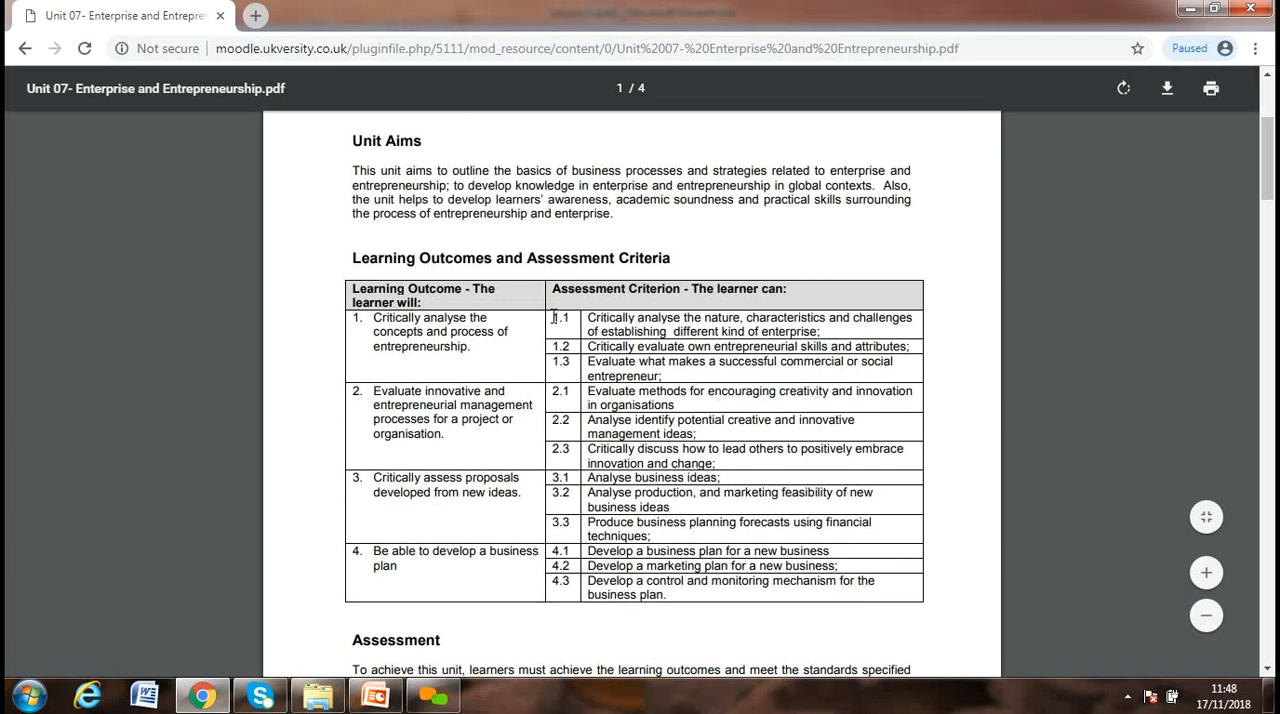 Unit 07- Enterprise and Entrepre
Not secure
moodle.ukversity.co.uk/pluginfile.php/5111/mod_resource/content/0/Unit%2007-%20Enterprise%20and%20Entrepreneurship.pdf
Paused
Unit 07- Enterprise and Entrepreneurship.pdf
1 / 4
Unit Aims
This unit aims to outline the basics of business processes and strategies related to enterprise and
entrepreneurship; to develop knowledge in enterprise and entrepreneurship in global contexts. Also,
the unit helps to develop learners' awareness, academic soundness and practical skills surrounding
the process of entrepreneurship and enterprise.
Learning Outcomes and Assessment Criteria
Learning Outcome - The
learner will:
Assessment Criterion - The learner can:
1. Critically analyse the
concepts and process of
entrepreneurship.
1.1 Critically analyse the nature, characteristics and challenges
of establishing different kind of enterprise;
1.2 Critically evaluate own entrepreneurial skills and attributes;
1.3 Evaluate what makes a successful commercial or social
entrepreneur;
2. Evaluate innovative and
entrepreneurial management
processes for a project or
organisation.
2.1 Evaluate methods for encouraging creativity and innovation
in organisations
2.2 Analyse identify potential creative and innovative
management ideas;
2.3 Critically discuss how to lead others to positively embrace
innovation and change;
3. Critically assess proposals
developed from new ideas.
3.1 Analyse business ideas;
3.2 Analyse production, and marketing feasibility of new
business ideas
3.3 Produce business planning forecasts using financial
techniques;
4. Be able to develop a business
plan
4.1 Develop a business plan for a new business
4.2 Develop a marketing plan for a new business;
4.3 Develop a control and monitoring mechanism for the
business plan.
Assessment
To achieve this unit, learners must achieve the learning outcomes and meet the standards specified
11:48
17/11/2018